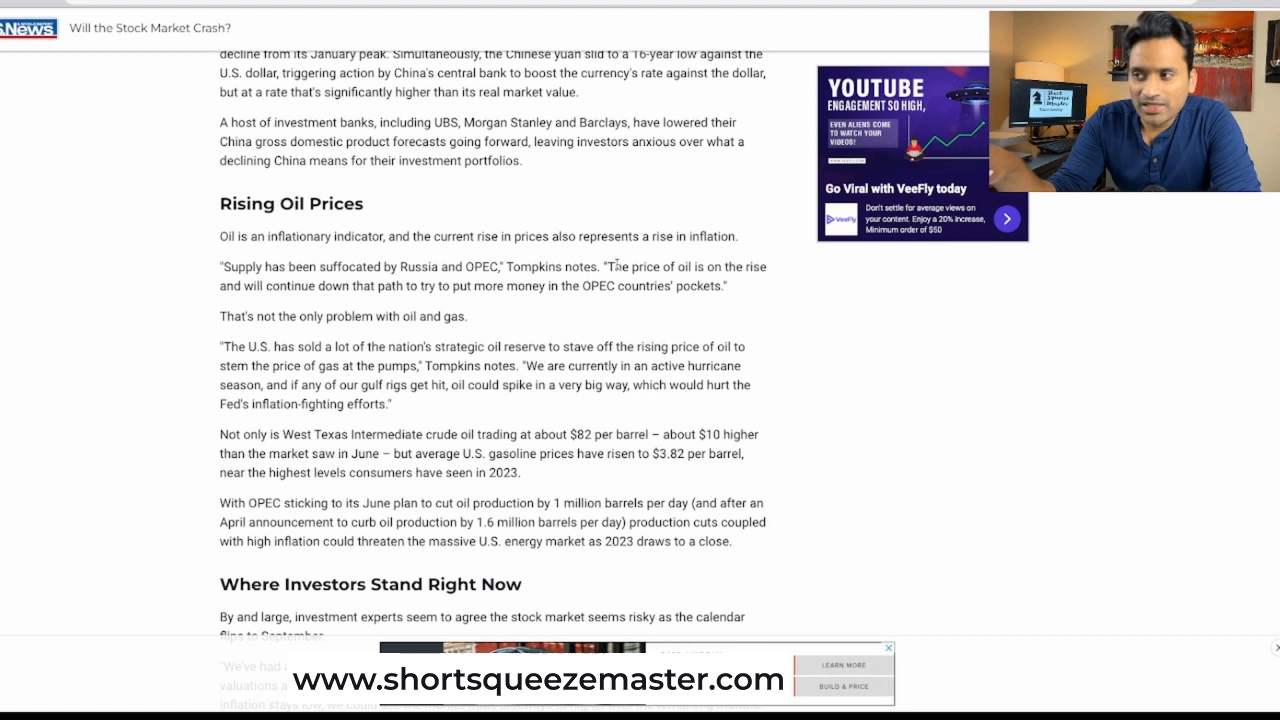 News
Will the Stock Market Crash?
decline from its January peak. Simultaneously, the Chinese yuan slid to a 16-year low against the
U.S. dollar, triggering action by China's central bank to boost the currency's rate against the dollar,
but at a rate that's significantly higher than its real market value.
A host of investment including UBS, Morgan Stanley and Barclays, have lowered their
China gross domestic product forecasts going forward, leaving investors anxious over what a
declining China means for their investment portfolios.
Rising Oil Prices
Oil is an inflationary indicator, and the current rise in prices also represents a rise in inflation.
"Supply has been suffocated by Russia and OPEC," Tompkins notes. "The price of oil is on the rise
and will continue down that path to try to put more money in the OPEC countries' pockets."
That's not the only problem with oil and gas.
"The U.S. has sold a lot of the nation's strategic oil reserve to stave off the rising price of oil to
stem the price of gas at the pumps," Tompkins notes. "We are currently in an active hurricane
season, and if any of our gulf rigs get hit, oil could spike in a very big way, which would hurt the
Fed's inflation-fighting efforts."
Not only is West Texas Intermediate crude oil trading at about $82 per barrel – about $10 higher
than the market saw in June – but average U.S. gasoline prices have risen to $3.82 per barrel,
near the highest levels consumers have seen in 2023.
With OPEC sticking to its June plan to cut oil production by 1 million barrels per day (and after an
April announcement to curb oil production by 1.6 million barrels per day) production cuts coupled
with high inflation could threaten the massive U.S. energy market as 2023 draws to a close.
Where Investors Stand Right Now
By and large, investment experts seem to agree the stock market seems risky as the calendar
flips to September.
"We've had a
valuations a
inflation stays low, we could
YOUTUBE
ENGAGEMENT SO HIGH,
EVEN ALIENS COME
TO WATCH YOUR
VIDEOS!
Go Viral with VeeFly today
VeeFly
Don't settle for average views on
your content. Enjoy a 20% increase,
Minimum order of $50
Short
Squeeze
Master
LEARN MORE
BUILD & PRICE
www.shortsqueezemaster.com